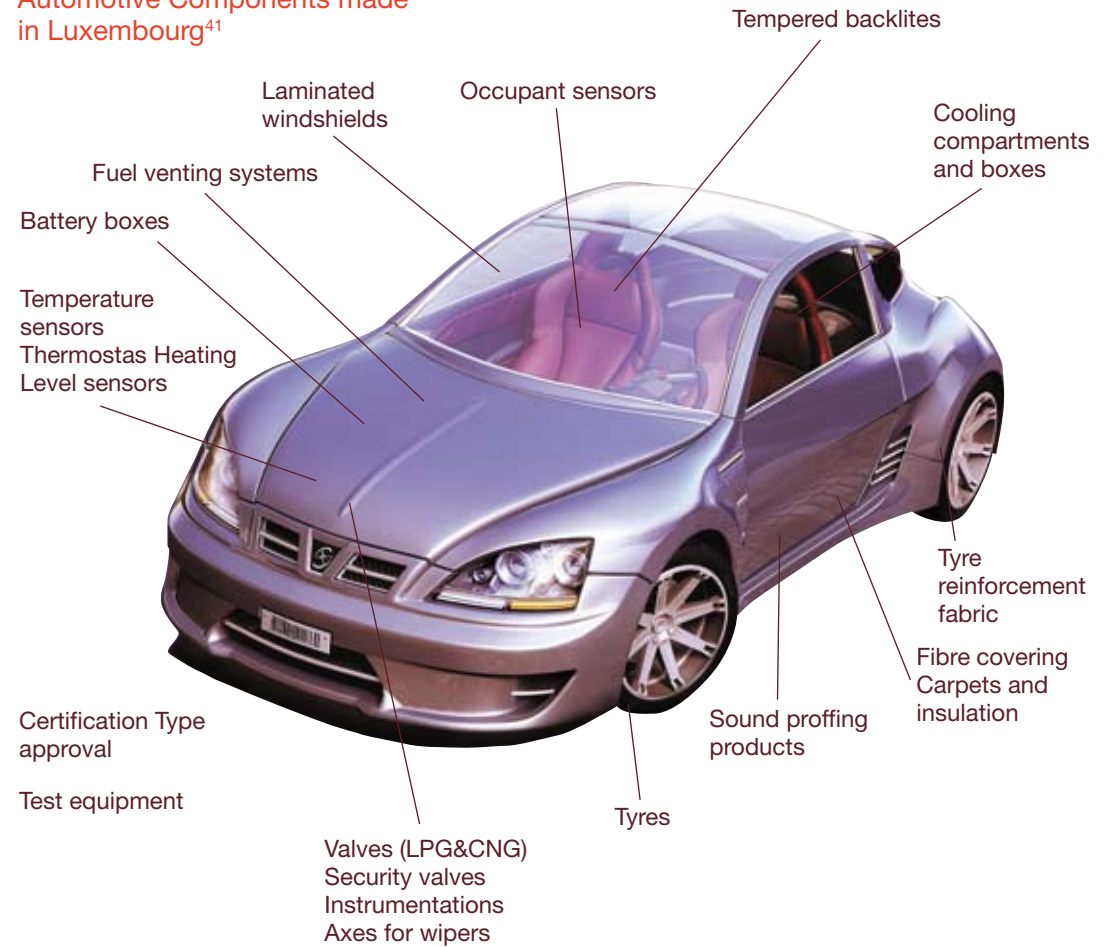 Automotive Components made
in Luxembourg41
Tempered backlites
Laminated
windshields
Occupant sensors
Cooling
compartments
and boxes
Fuel venting systems
Battery boxes
Temperature
sensors
Thermostas Heating
Level sensors
Tyre
reinforcement
fabric
Fibre covering
Carpets and
insulation
Sound proffing
products
Certification Type
approval
Test equipment
Tyres
Valves (LPG&CNG)
Security valves
Instrumentations
Axes for wipers